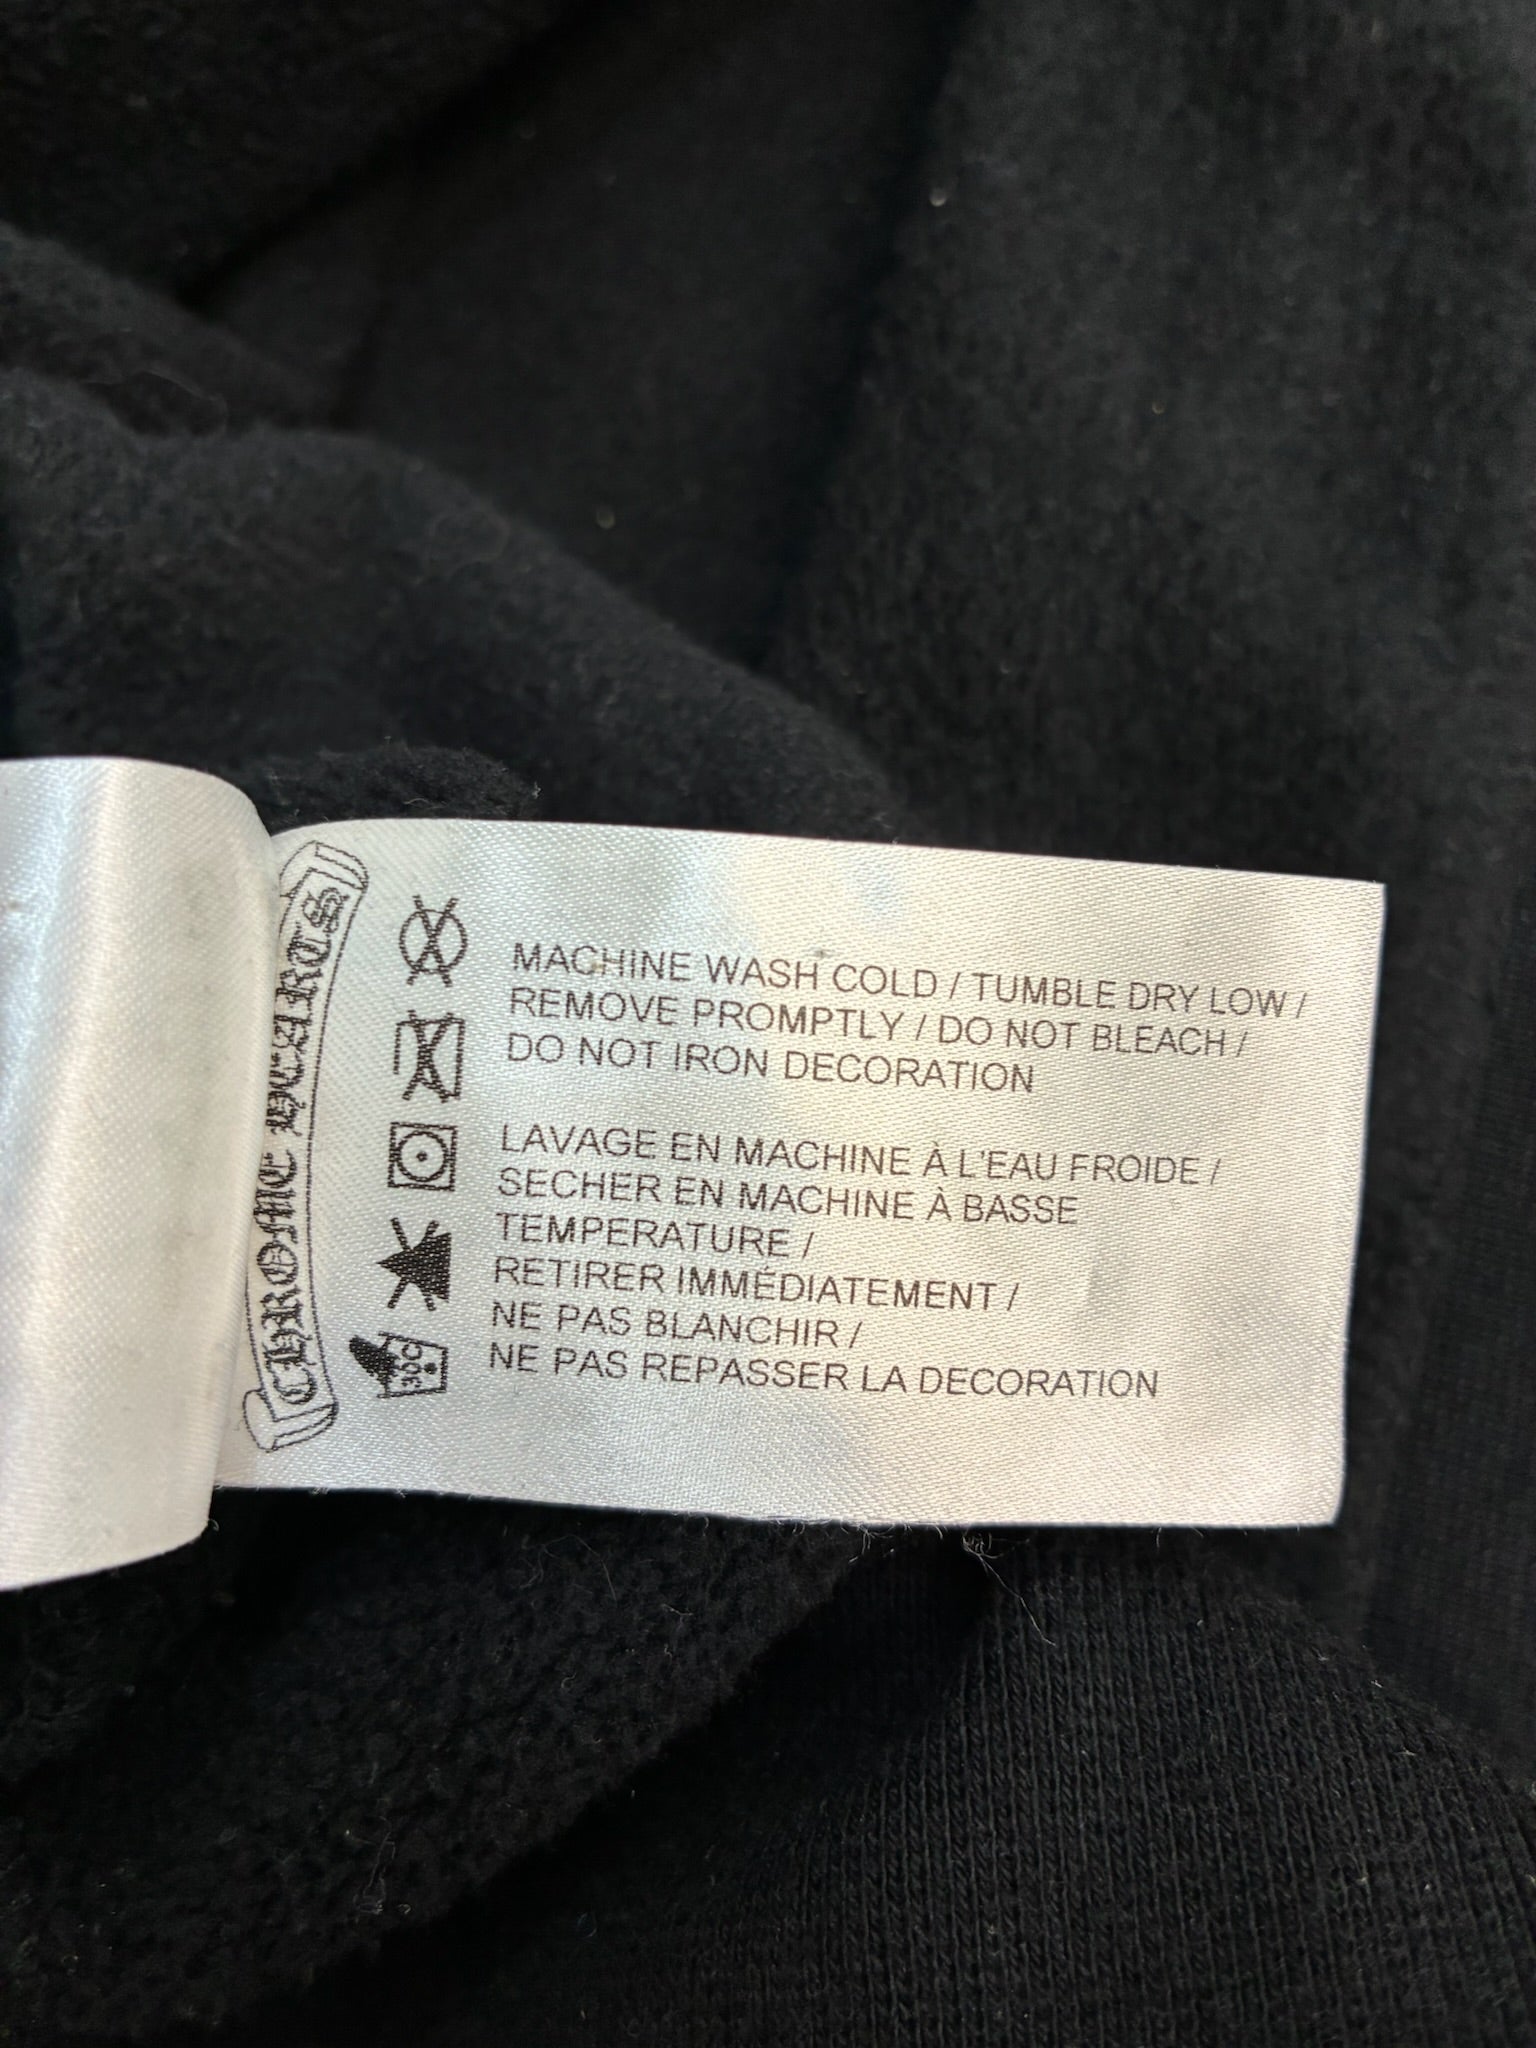 CHROME HEARTS
MACHINE WASH COLD / TUMBLE DRY LOW /
REMOVE PROMPTLY / DO NOT BLEACH /
DO NOT IRON DECORATION
LAVAGE EN MACHINE À L'EAU FROIDE /
SECHER EN MACHINE À BASSE
TEMPERATURE /
RETIRER IMMÉDIATEMENT /
NE PAS BLANCHIR /
NE PAS REPASSER LA DECORATION
30C